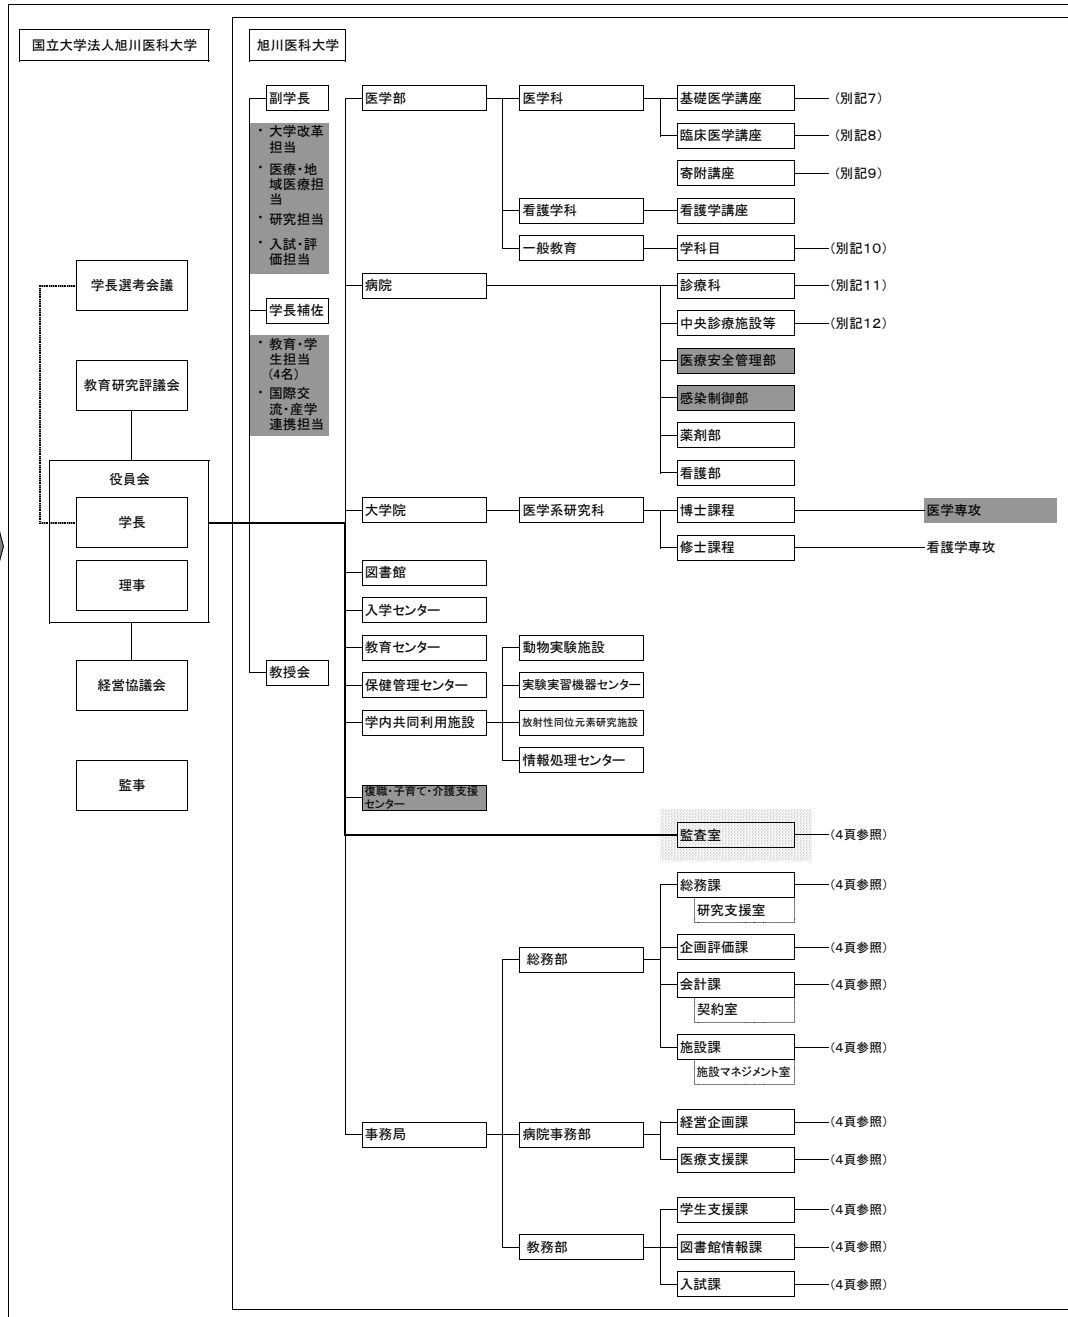 国立大学法人旭川医科大学
学長選考会議
教育研究評議会
役員会
学長
理事
経営協議会
監事
旭川医科大学
副学長
・大学改革
担当
・医療・地
域医療担
当
・研究担当
・入試・評
価担当
学長補佐
・教育・学
生担当
(4名)
・国際交
流・産学
連携担当
教授会
医学部
医学科
基礎医学講座
(別記7)
臨床医学講座
(別記8)
寄附講座
(別記9)
看護学科
看護学講座
一般教育
学科目
(別記10)
病院
診療科
(別記11)
中央診療施設等
(別記12)
医療安全管理部
感染制御部
薬剤部
看護部
大学院
医学系研究科
博士課程
医学専攻
修士課程
看護学専攻
図書館
入学センター
教育センター
保健管理センター
学内共同利用施設
動物実験施設
実験実習機器センター
放射性同位元素研究施設
情報処理センター
復職・子育て・介護支援
センター
監査室
(4頁参照)
事務局
総務部
総務課
(4頁参照)
研究支援室
企画評価課
(4頁参照)
会計課
(4頁参照)
契約室
施設課
(4頁参照)
施設マネジメント室
病院事務部
経営企画課
(4頁参照)
医療支援課
(4頁参照)
教務部
学生支援課
(4頁参照)
図書館情報課
(4頁参照)
入試課
(4頁参照)